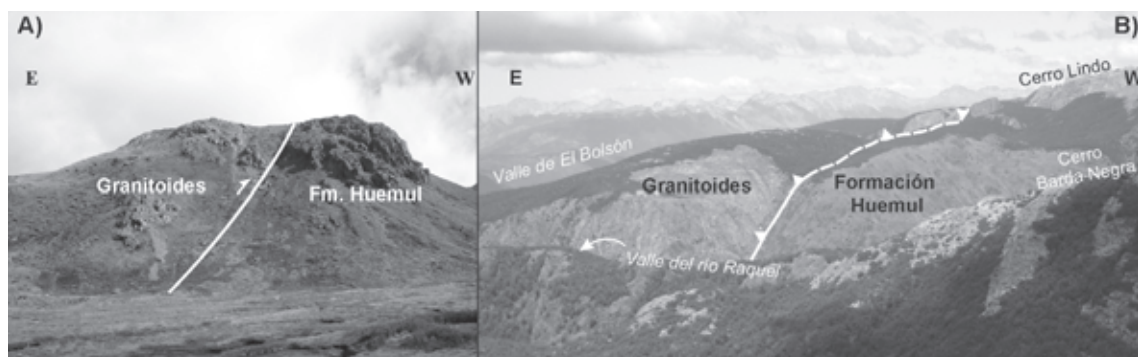 A)
E
W
Granitoides
Fm. Huemul
B)
E
Cerro Lindo
W
Valle de El Bolsón
Granitoides
Formación
Huemul
Cerro
Barda Negra
Valle del río Raquel